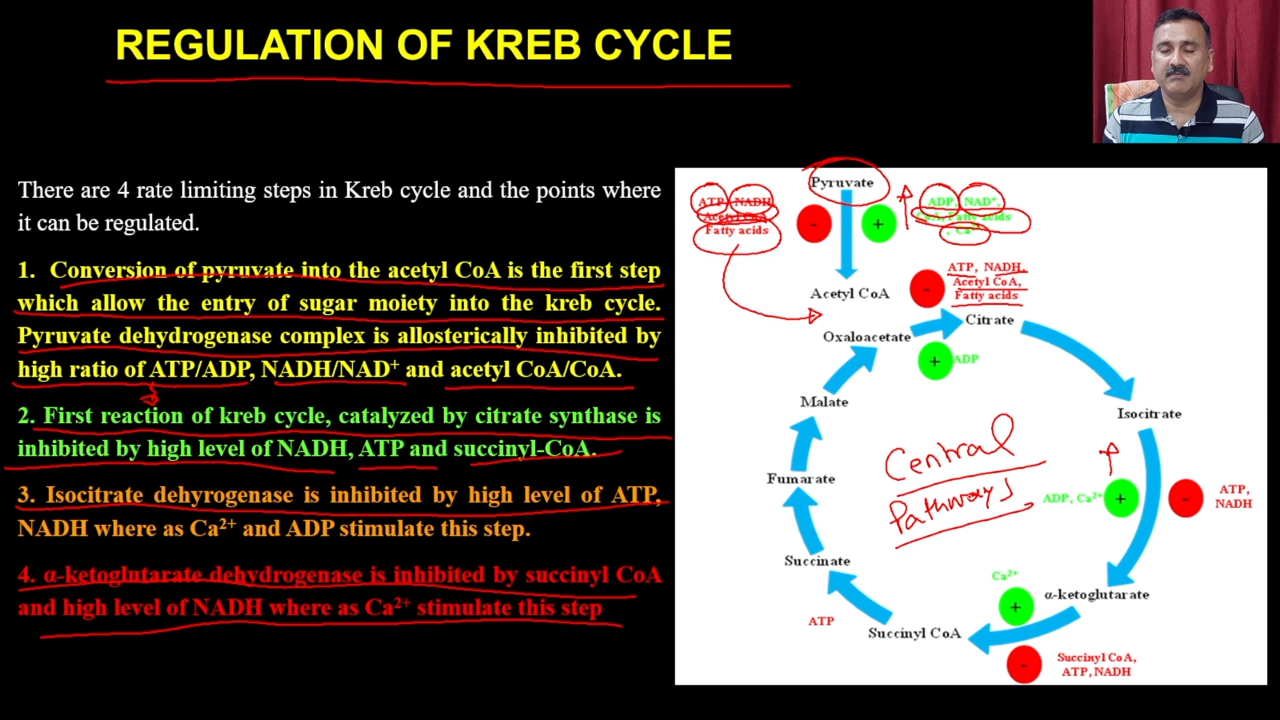 REGULATION OF KREB CYCLE
There are 4 rate limiting steps in Kreb cycle and the points where
it can be regulated.
1. Conversion of pyruvate into the acetyl CoA is the first step
which allow the entry of sugar moiety into the kreb cycle.
Pyruvate dehydrogenase complex is allosterically inhibited by
high ratio of ATP/ADP, NADH/NAD⁺ and acetyl CoA/CoA.
2. First reaction of kreb cycle, catalyzed by citrate synthase is
inhibited by high level of NADH, ATP and succinyl-CoA.
3. Isocitrate dehyrogenase is inhibited by high level of ATP,
NADH where as Ca²⁺ and ADP stimulate this step.
4. α-ketoglutarate dehydrogenase is inhibited by succinyl CoA
and high level of NADH where as Ca²⁺ stimulate this step
Pyruvate
ATP, NADH
Acetyl CoA,
Fatty acids
-
+
ADP, NAD⁺,
CoA, Fatty acids
, Ca²⁺
Acetyl CoA
-
ATP, NADH,
Acetyl CoA,
Fatty acids
Oxaloacetate
Citrate
+
ADP
Malate
Isocitrate
Central
Pathways
Fumarate
ADP, Ca²⁺
+
-
ATP,
NADH
Succinate
Ca²⁺
+
α-ketoglutarate
ATP
Succinyl CoA
-
Succinyl CoA,
ATP, NADH